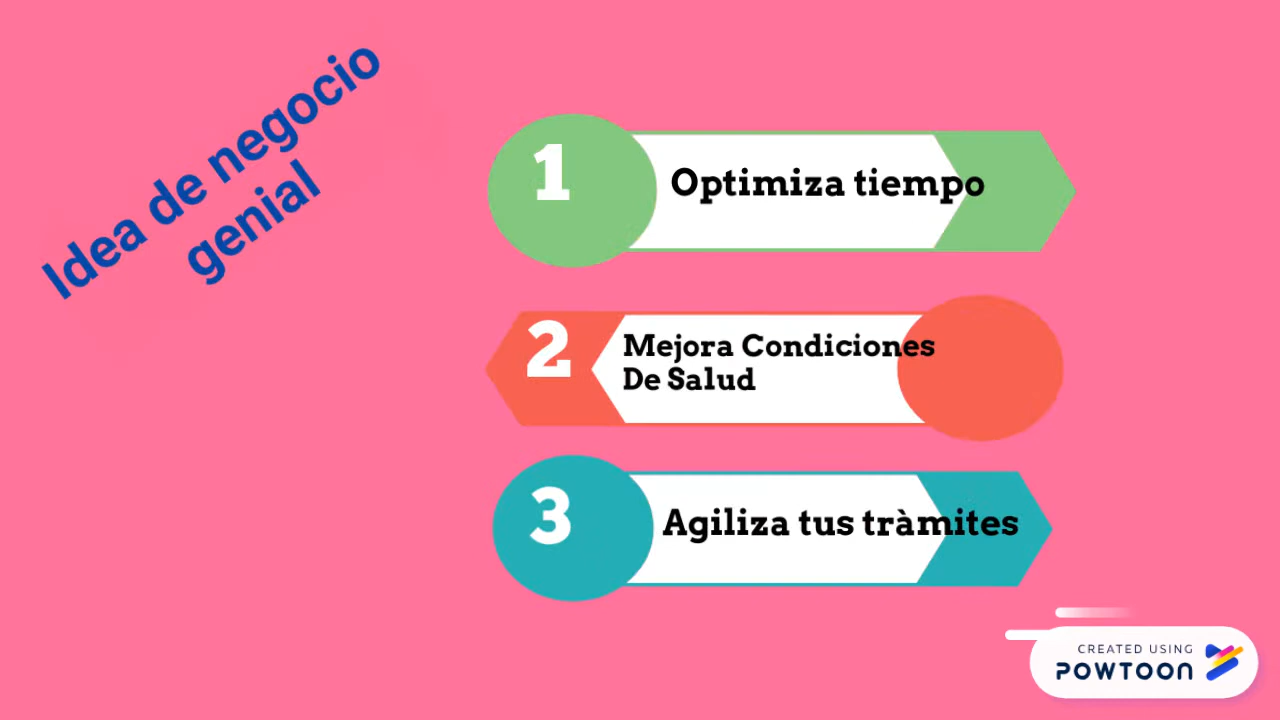 Idea de negocio
genial
1
Optimiza tiempo
2
Mejora Condiciones
De Salud
3
Agiliza tus tràmites
CREATED USING
POWTOON